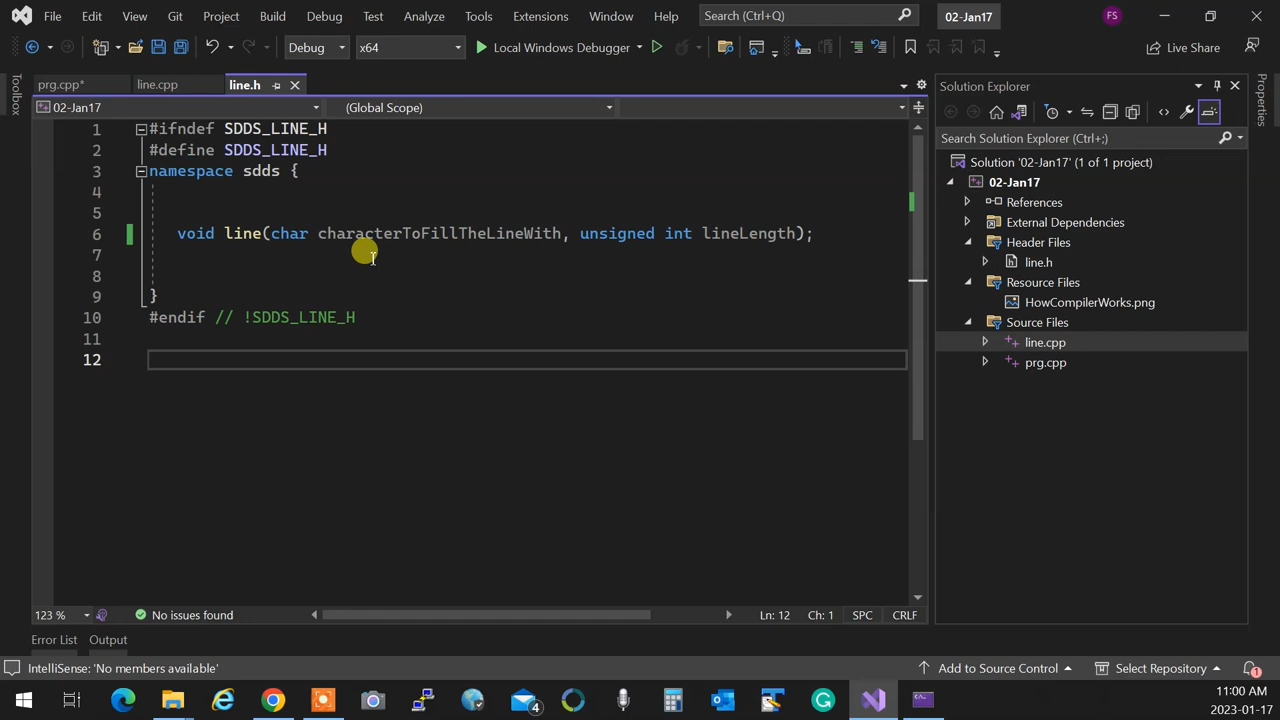 File Edit View Git Project Build Debug Test Analyze Tools Extensions Window Help Search (Ctrl+Q) 02-Jan17 FS
Debug x64 Local Windows Debugger Live Share
Toolbox
prg.cpp* line.cpp line.h
02-Jan17 (Global Scope)
1 #ifndef SDDS_LINE_H
2 #define SDDS_LINE_H
3 namespace sdds {
4
5
6 void line(char characterToFillTheLineWith, unsigned int lineLength);
7
8
9 }
10 #endif // !SDDS_LINE_H
11
12
123 % No issues found Ln: 12 Ch: 1 SPC CRLF
Error List Output
Solution Explorer
Search Solution Explorer (Ctrl+;)
Solution '02-Jan17' (1 of 1 project)
02-Jan17
References
External Dependencies
Header Files
line.h
Resource Files
HowCompilerWorks.png
Source Files
line.cpp
prg.cpp
Properties
IntelliSense: 'No members available' Add to Source Control Select Repository 1
4
11:00 AM
2023-01-17